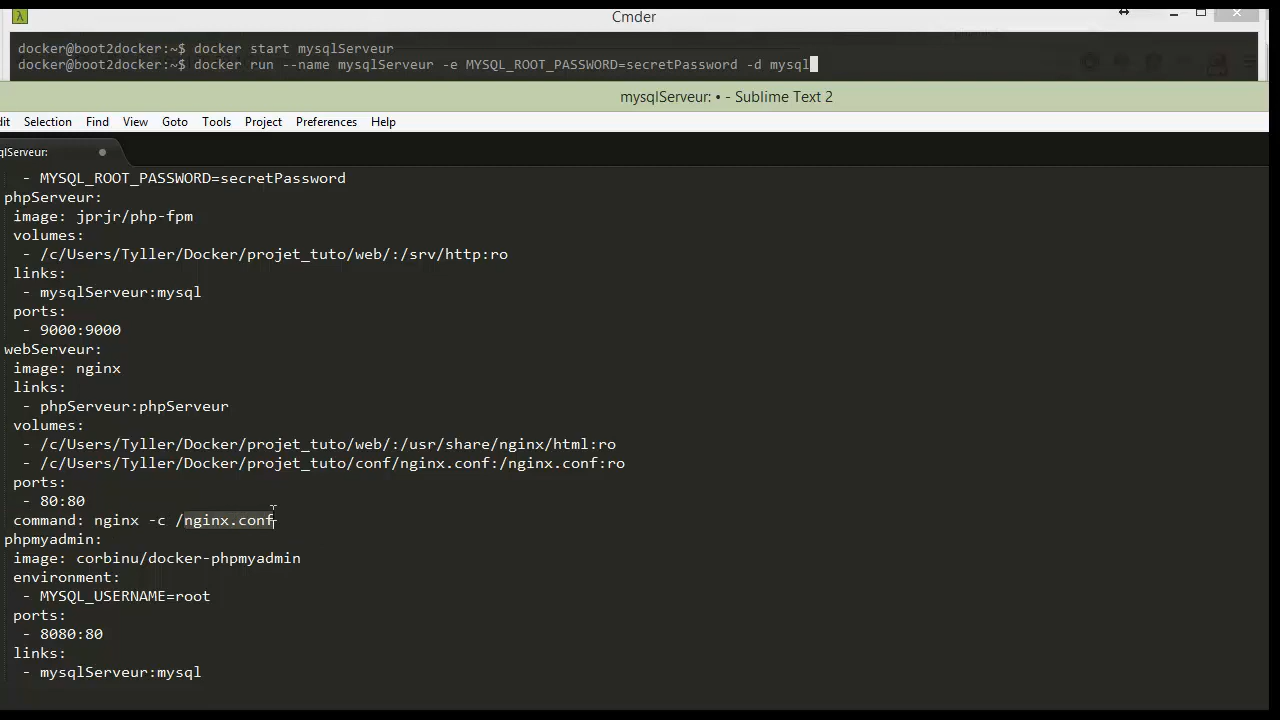 λ
Cmder
docker@boot2docker:~$ docker start mysqlServeur
docker@boot2docker:~$ docker run --name mysqlServeur -e MYSQL_ROOT_PASSWORD=secretPassword -d mysql
mysqlServeur: • - Sublime Text 2
dit Selection Find View Goto Tools Project Preferences Help
qlServeur:
- MYSQL_ROOT_PASSWORD=secretPassword
phpServeur:
image: jprjr/php-fpm
volumes:
- /c/Users/Tyller/Docker/projet_tuto/web/:/srv/http:ro
links:
- mysqlServeur:mysql
ports:
- 9000:9000
webServeur:
image: nginx
links:
- phpServeur:phpServeur
volumes:
- /c/Users/Tyller/Docker/projet_tuto/web/:/usr/share/nginx/html:ro
- /c/Users/Tyller/Docker/projet_tuto/conf/nginx.conf:/nginx.conf:ro
ports:
- 80:80
command: nginx -c /nginx.conf
phpmyadmin:
image: corbinu/docker-phpmyadmin
environment:
- MYSQL_USERNAME=root
ports:
- 8080:80
links:
- mysqlServeur:mysql